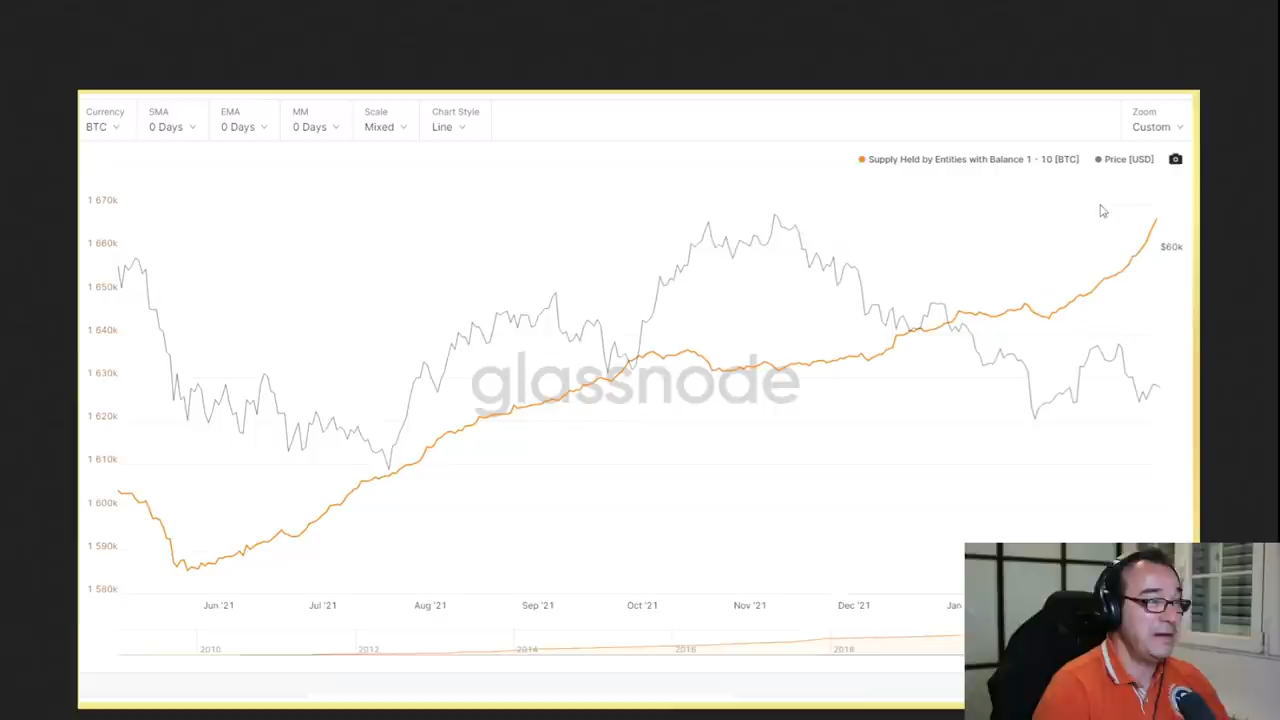 Currency SMA EMA MM Scale Chart Style Zoom
BTC 0 Days 0 Days 0 Days Mixed Line Custom
Supply Held by Entities with Balance 1 - 10 [BTC] Price [USD]
1 670k
1 660k
$60k
1 650k
1 640k
1 630k
glassnode
1 620k
1 610k
1 600k
1 590k
1 580k
Jun '21 Jul '21 Aug '21 Sep '21 Oct '21 Nov '21 Dec '21 Jan
2010 2012 2014 2016 2018